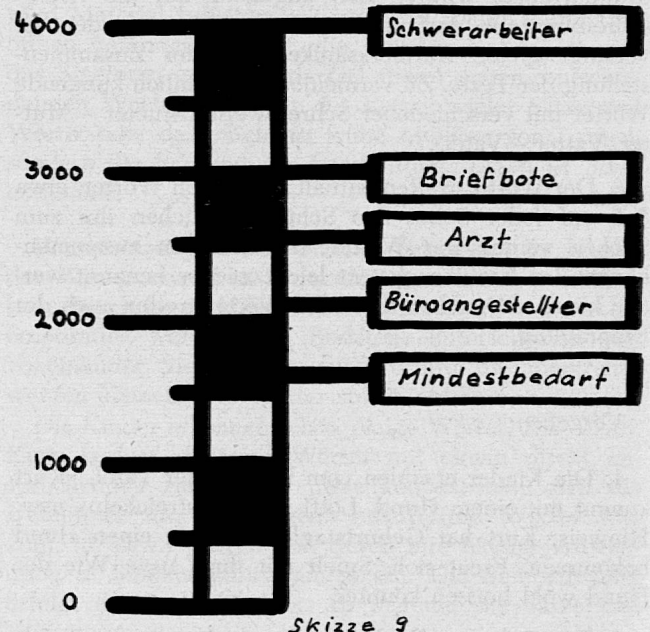 4000 Schwerarbeiter
3000 Briefbote
Arzt
Büroangestellter
2000
Mindestbedarf
1000
0
Skizze 9